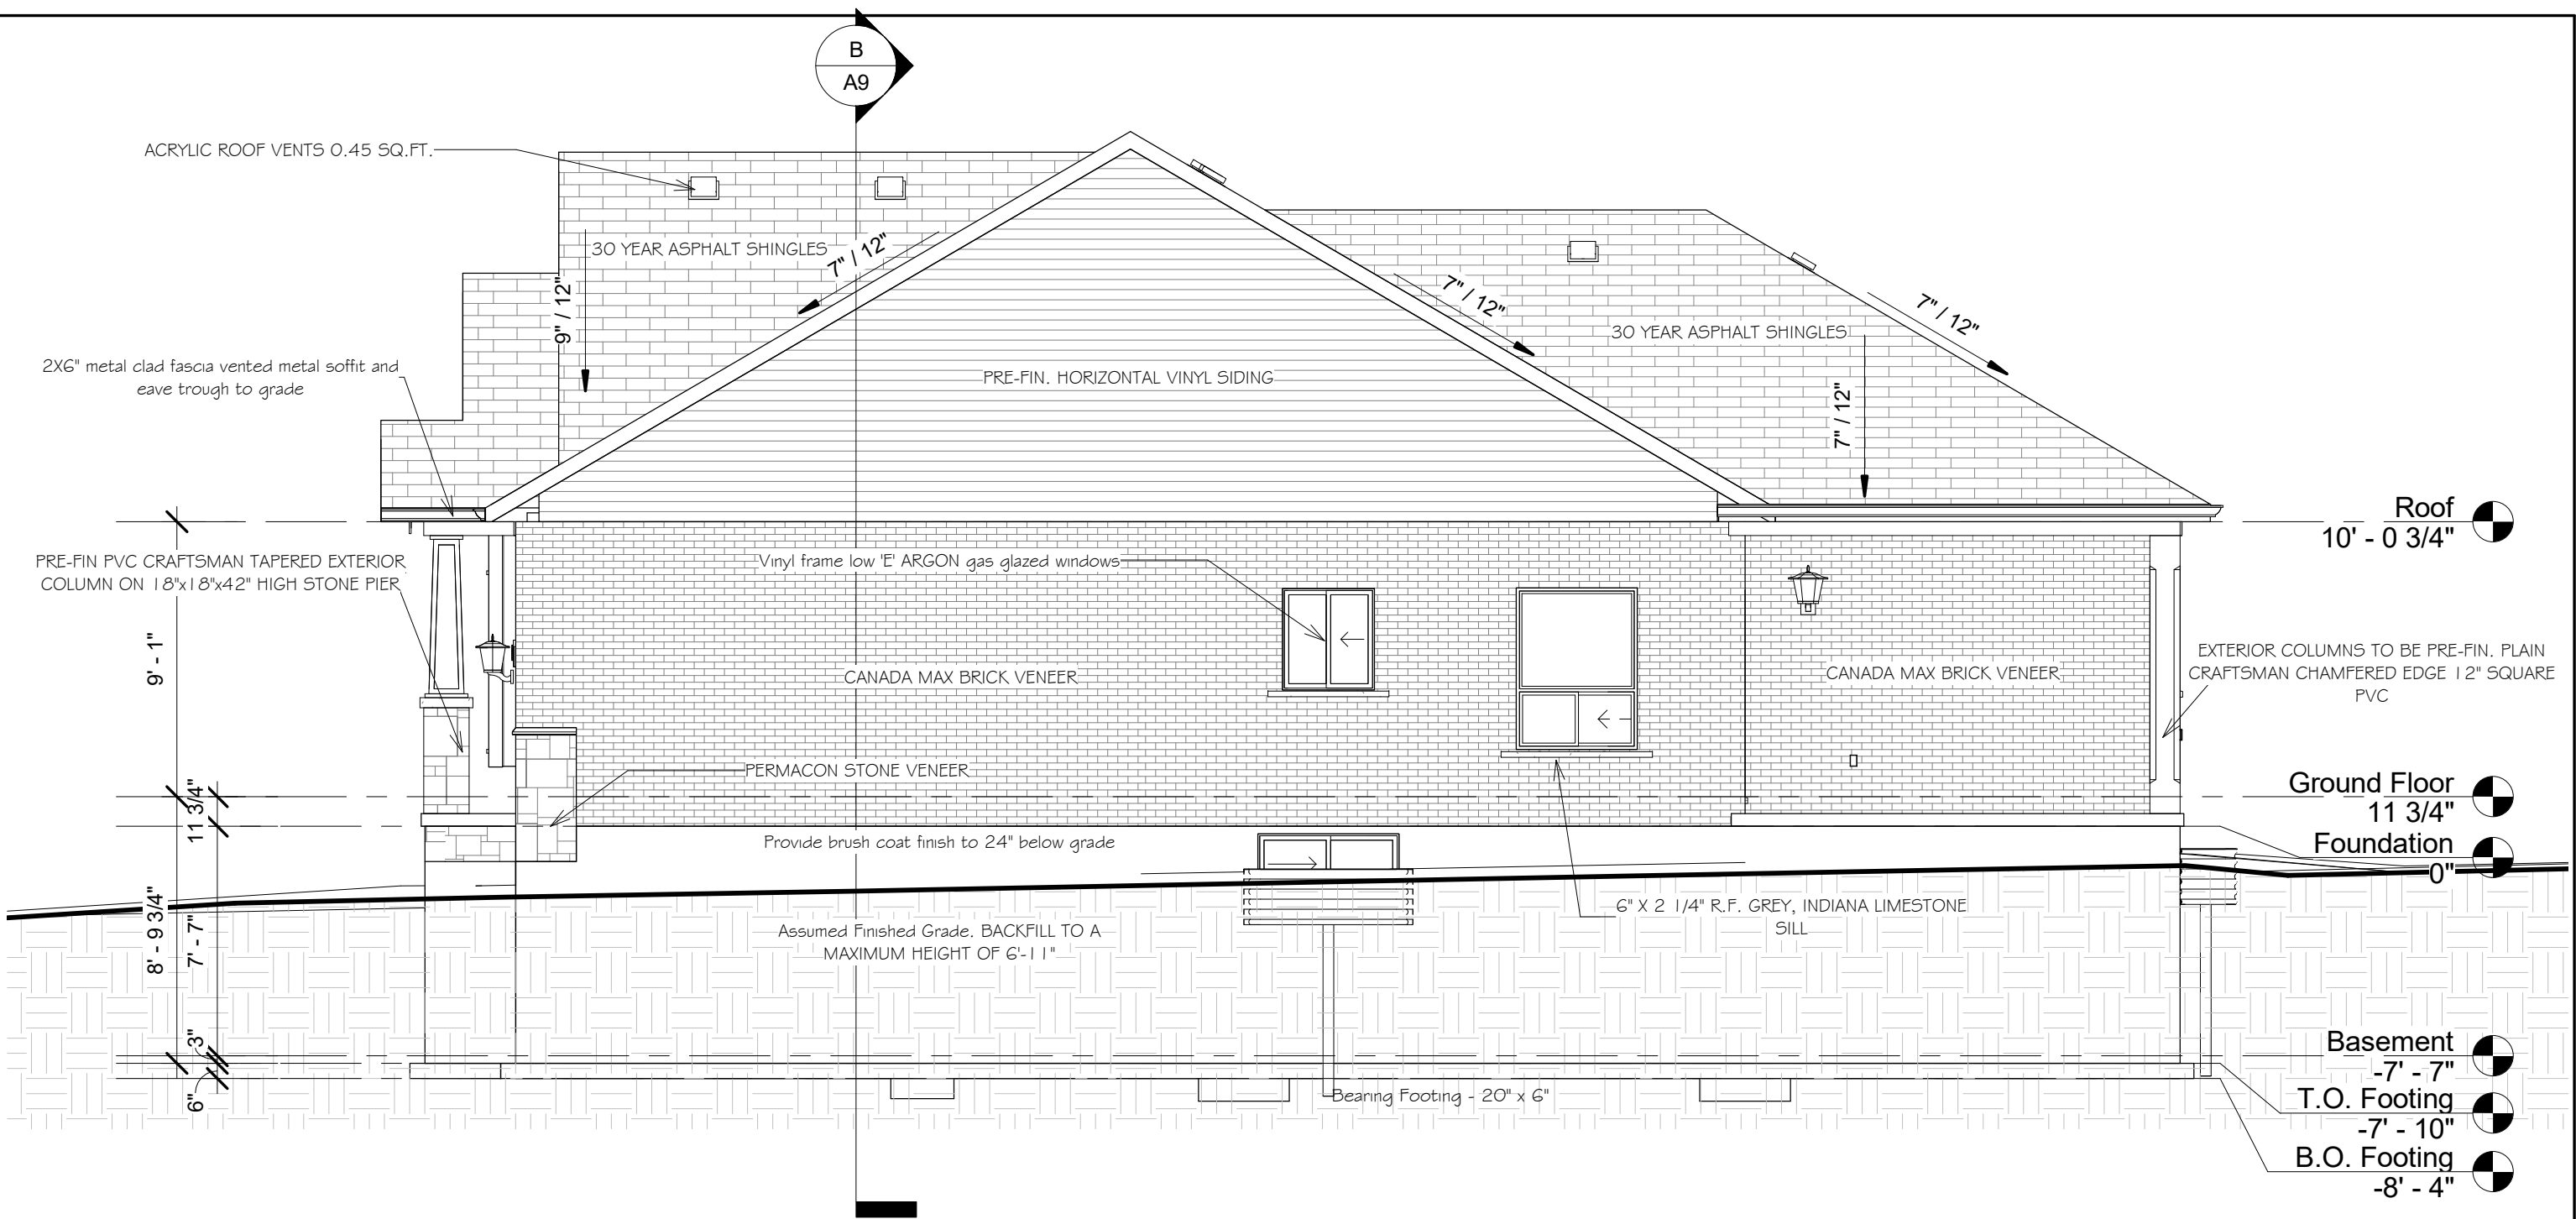 B
A9
ACRYLIC ROOF VENTS 0.45 SQ.FT.
30 YEAR ASPHALT SHINGLES
7" / 12"
9" / 12"
7" / 12"
7" / 12"
30 YEAR ASPHALT SHINGLES
7" / 12"
2X6" metal clad fascia vented metal soffit and
eave trough to grade
PRE-FIN. HORIZONTAL VINYL SIDING
Roof
10' - 0 3/4"
PRE-FIN PVC CRAFTSMAN TAPERED EXTERIOR
COLUMN ON 18"x18"x42" HIGH STONE PIER
Vinyl frame low 'E' ARGON gas glazed windows
9' - 1"
CANADA MAX BRICK VENEER
CANADA MAX BRICK VENEER
EXTERIOR COLUMNS TO BE PRE-FIN. PLAIN
CRAFTSMAN CHAMFERED EDGE 12" SQUARE
PVC
PERMACON STONE VENEER
11 3/4"
Ground Floor
11 3/4"
Provide brush coat finish to 24" below grade
Foundation
0"
8' - 9 3/4"
7' - 7"
6" X 2 1/4" R.F. GREY, INDIANA LIMESTONE
SILL
Assumed Finished Grade. BACKFILL TO A
MAXIMUM HEIGHT OF 6'-11"
3"
6"
Bearing Footing - 20" x 6"
Basement
-7' - 7"
T.O. Footing
-7' - 10"
B.O. Footing
-8' - 4"